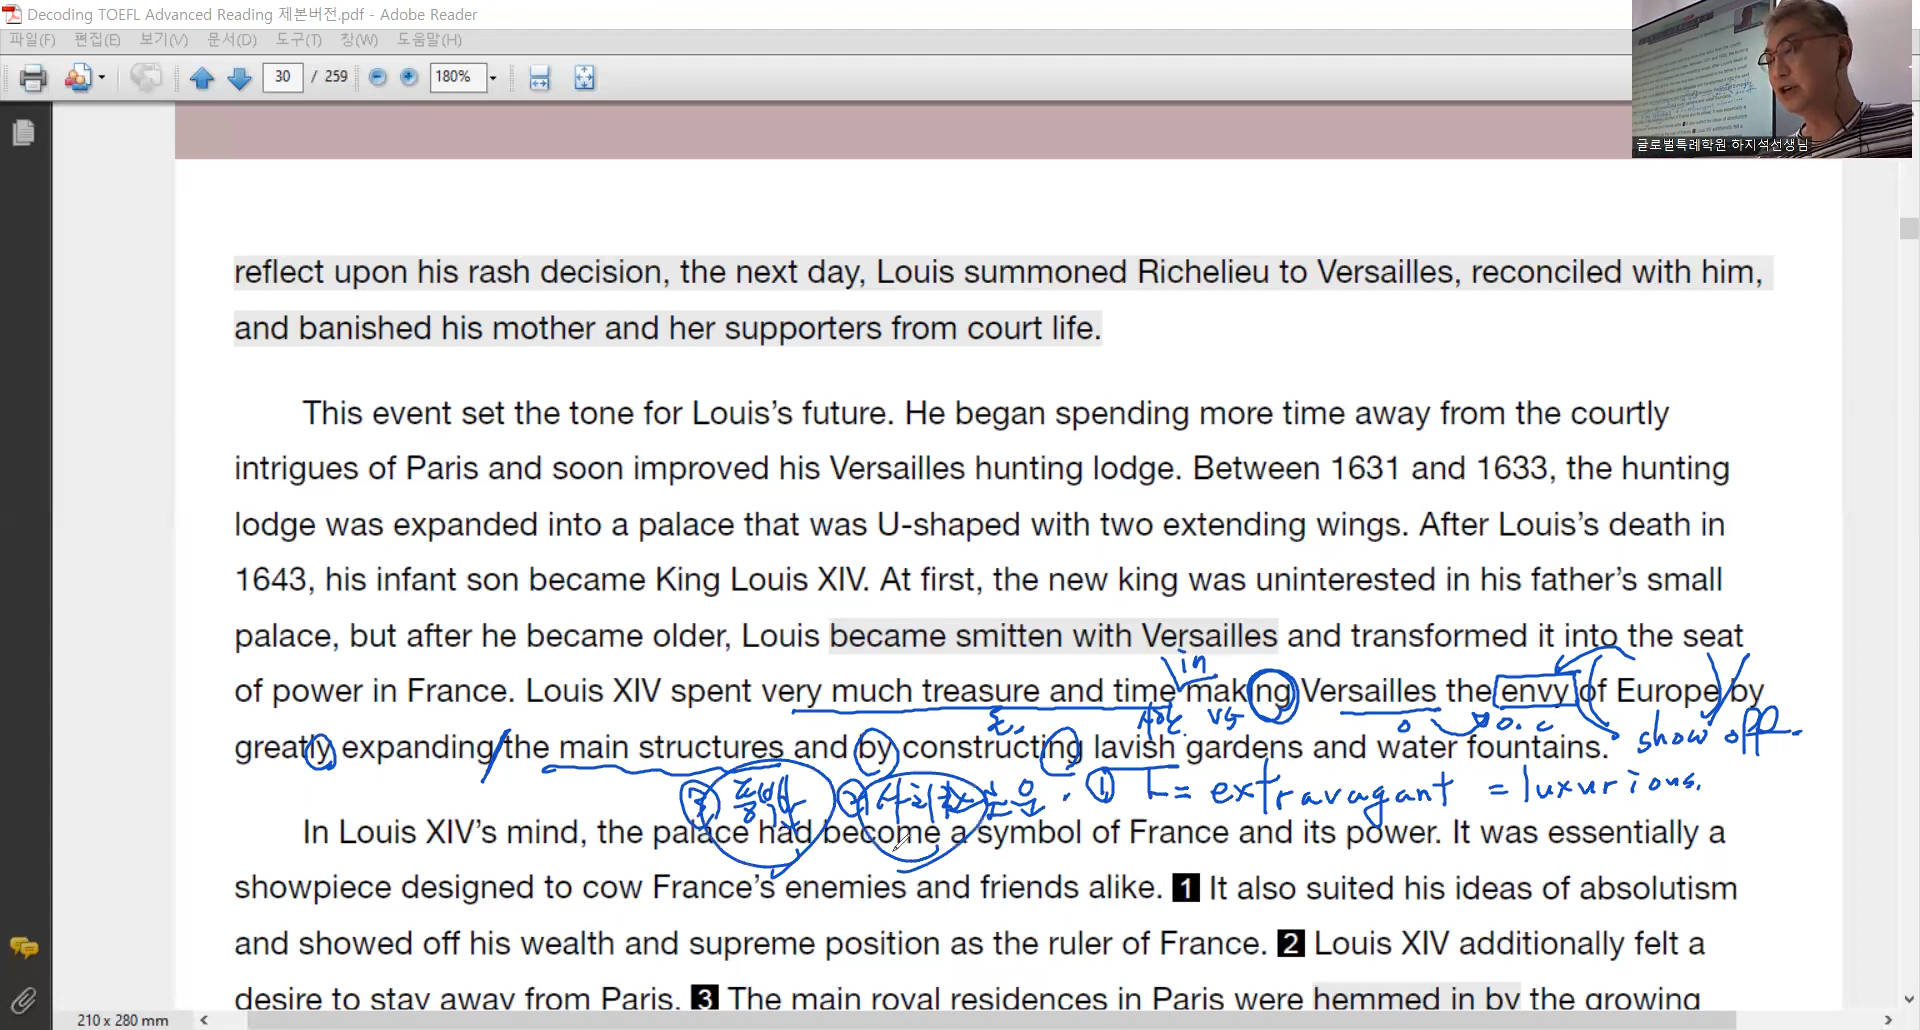 Decoding TOEFL Advanced Reading 제본버전.pdf - Adobe Reader
파일(F) 편집(E) 보기(V) 문서(D) 도구(T) 창(W) 도움말(H)
30 / 259 180%
글로벌특례학원 하지석선생님
reflect upon his rash decision, the next day, Louis summoned Richelieu to Versailles, reconciled with him,
and banished his mother and her supporters from court life.
This event set the tone for Louis’s future. He began spending more time away from the courtly
intrigues of Paris and soon improved his Versailles hunting lodge. Between 1631 and 1633, the hunting
lodge was expanded into a palace that was U-shaped with two extending wings. After Louis’s death in
1643, his infant son became King Louis XIV. At first, the new king was uninterested in his father’s small
palace, but after he became older, Louis became smitten with Versailles and transformed it into the seat
in
of power in France. Louis XIV spent very much treasure and time making Versailles the envy of Europe by
o o.c show off.
greatly expanding the main structures and by constructing lavish gardens and water fountains.
③ ② ① L = extravagant = luxurious.
In Louis XIV’s mind, the palace had become a symbol of France and its power. It was essentially a
showpiece designed to cow France’s enemies and friends alike. 1 It also suited his ideas of absolutism
and showed off his wealth and supreme position as the ruler of France. 2 Louis XIV additionally felt a
desire to stay away from Paris. 3 The main royal residences in Paris were hemmed in by the growing
210 x 280 mm